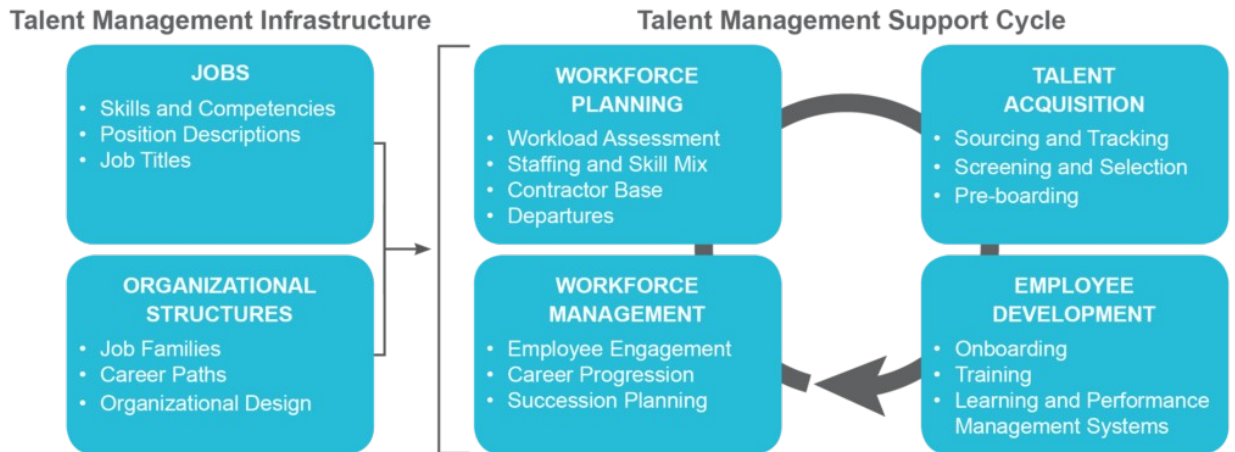 Talent Management Infrastructure
JOBS
• Skills and Competencies
• Position Descriptions
• Job Titles
ORGANIZATIONAL
STRUCTURES
• Job Families
• Career Paths
• Organizational Design
Talent Management Support Cycle
WORKFORCE
PLANNING
• Workload Assessment
• Staffing and Skill Mix
• Contractor Base
• Departures
TALENT
ACQUISITION
• Sourcing and Tracking
• Screening and Selection
• Pre-boarding
WORKFORCE
MANAGEMENT
• Employee Engagement
• Career Progression
• Succession Planning
EMPLOYEE
DEVELOPMENT
• Onboarding
• Training
• Learning and Performance
Management Systems